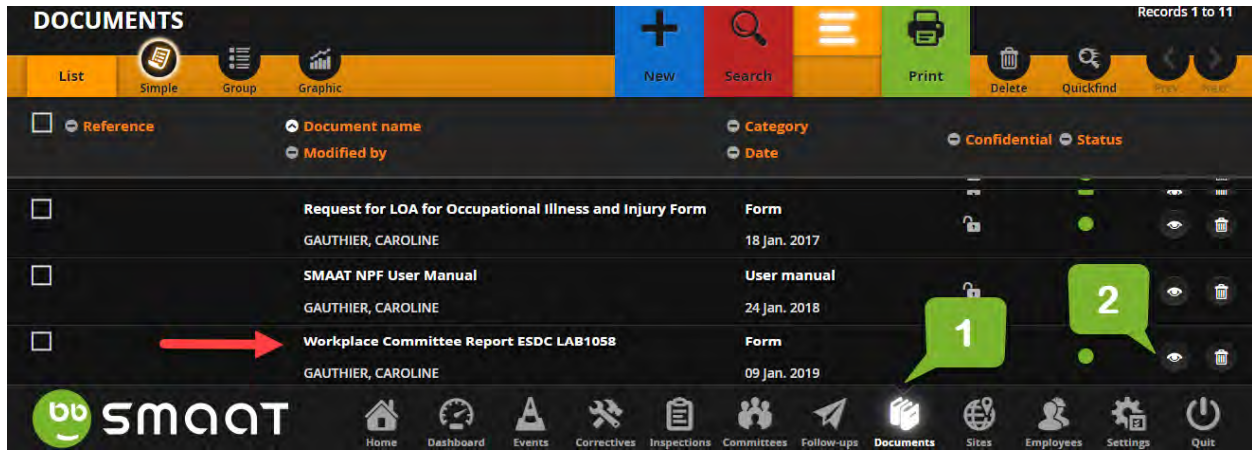 DOCUMENTS
Records 1 to 11
List
Simple
Group
Graphic
New
Search
Print
Delete
Quickfind
Prev
Next
Reference
Document name
Category
Modified by
Date
Confidential
Status
Request for LOA for Occupational Illness and Injury Form
Form
GAUTHIER, CAROLINE
18 Jan. 2017
SMAAT NPF User Manual
User manual
GAUTHIER, CAROLINE
24 Jan. 2018
Workplace Committee Report ESDC LAB1058
Form
GAUTHIER, CAROLINE
09 Jan. 2019
1
2
smaat
Home
Dashboard
Events
Correctives
Inspections
Committees
Follow-ups
Documents
Sites
Employees
Settings
Quit